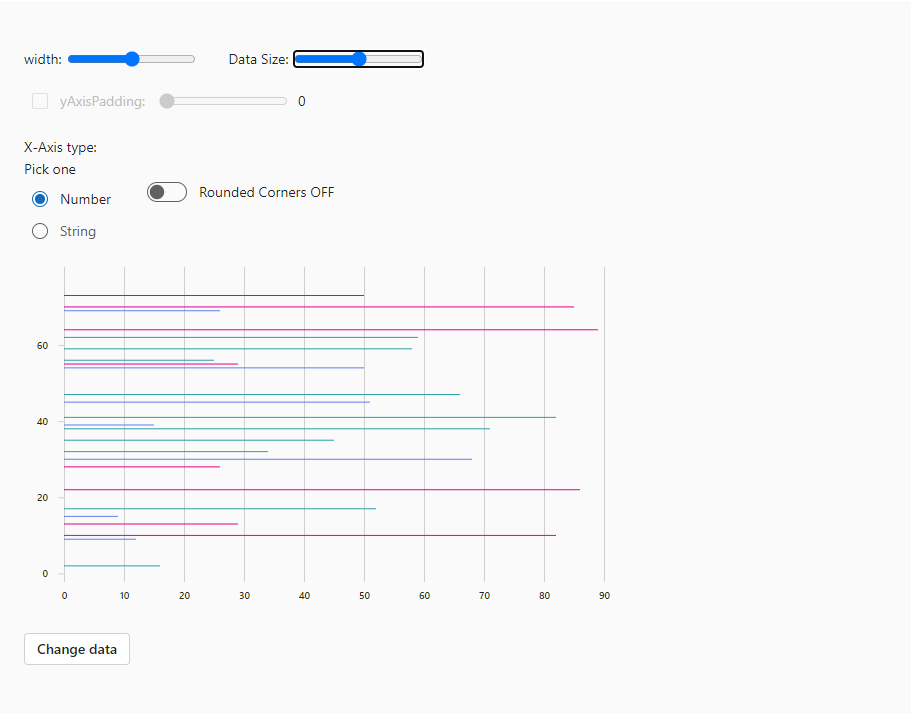 width: Data Size:
yAxisPadding: 0
X-Axis type:
Pick one
Number Rounded Corners OFF
String
60
40
20
0
0 10 20 30 40 50 60 70 80 90
Change data